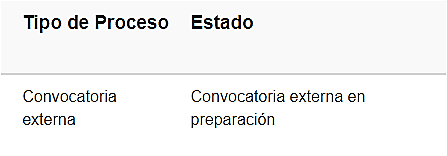 Tipo de Proceso Estado
Convocatoria Convocatoria externa en
externa preparación